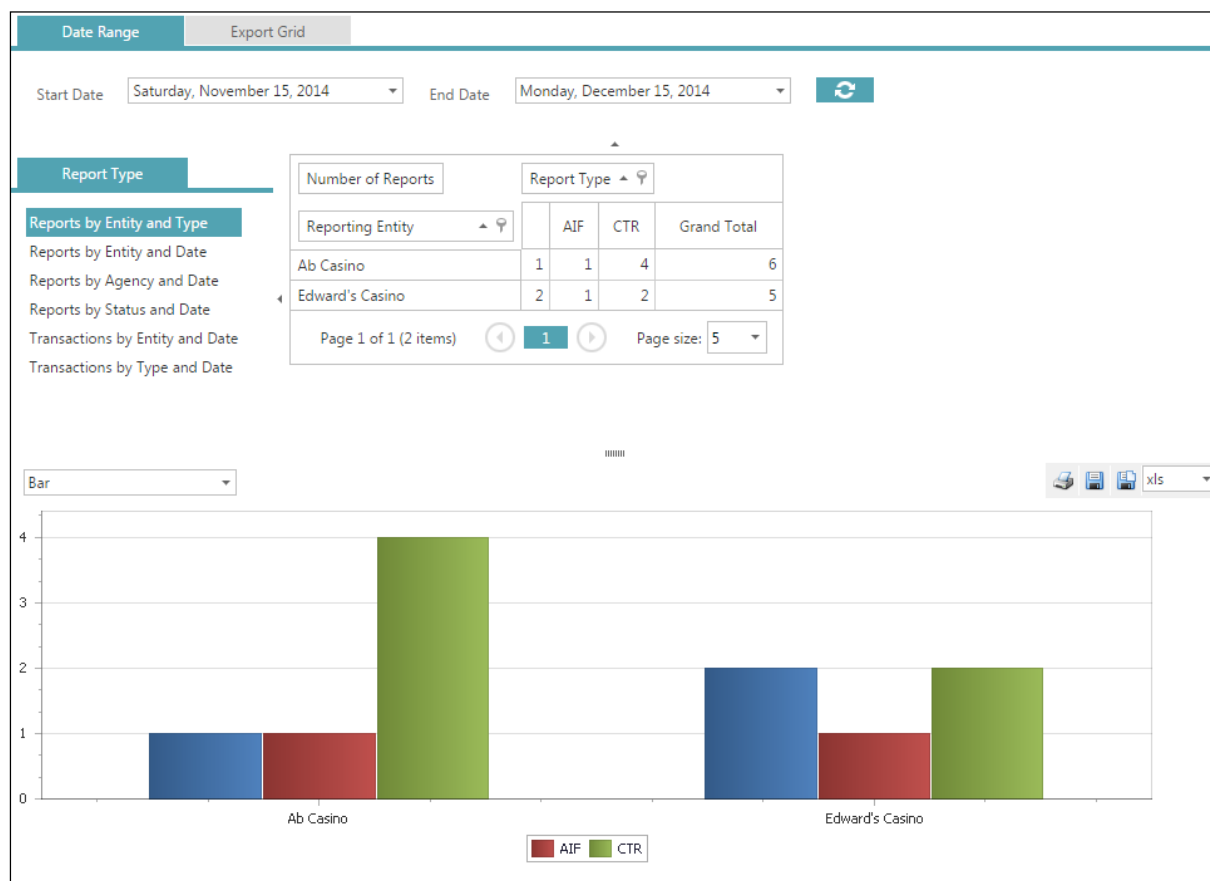 Date Range Export Grid
Start Date Saturday, November 15, 2014 End Date Monday, December 15, 2014
Report Type
Reports by Entity and Type
Reports by Entity and Date
Reports by Agency and Date
Reports by Status and Date
Transactions by Entity and Date
Transactions by Type and Date
Number of Reports Report Type
Reporting Entity AIF CTR Grand Total
Ab Casino 1 1 4 6
Edward's Casino 2 1 2 5
Page 1 of 1 (2 items) 1 Page size: 5
Bar xls
4
3
2
1
0
Ab Casino Edward's Casino
AIF CTR